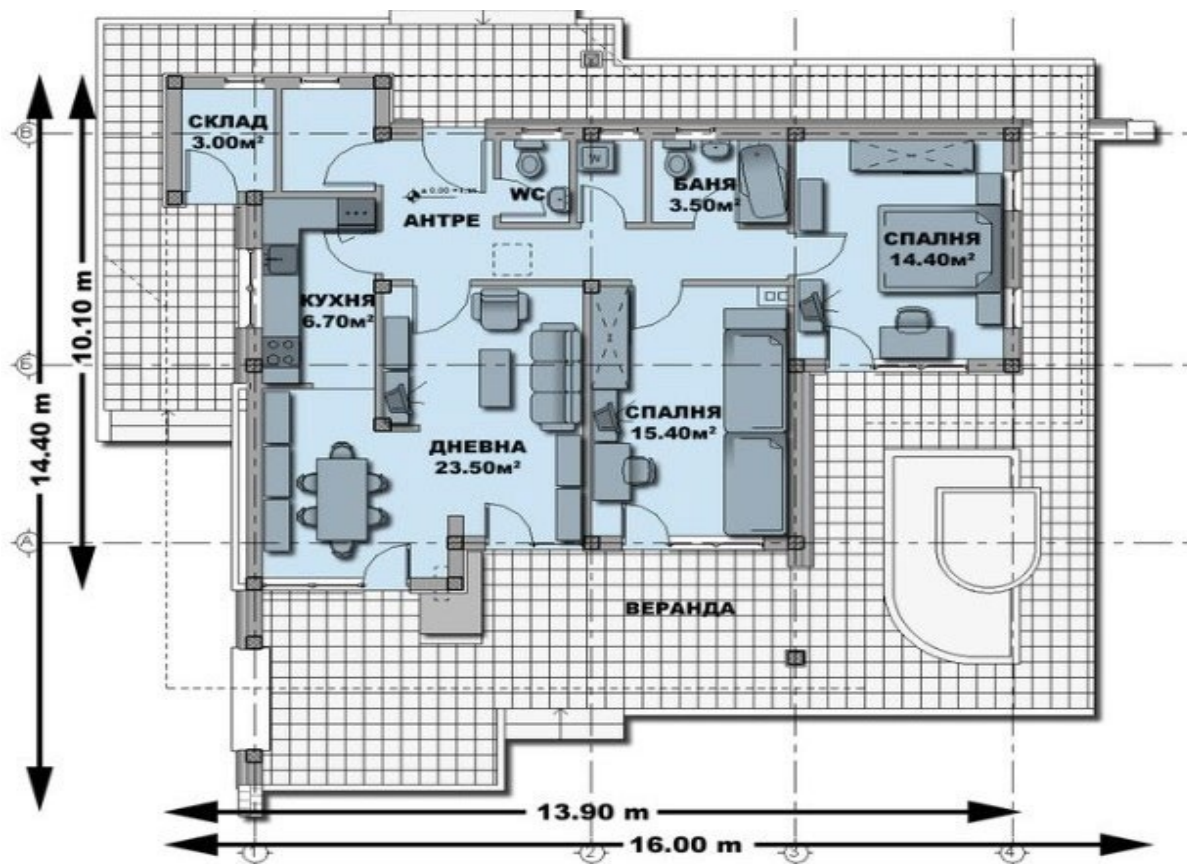 В
СКЛАД
3.00м²
W
WC
БАНЯ
3.50м²
АНТРЕ
СПАЛНЯ
14.40м²
КУХНЯ
6.70м²
10.10 m
14.40 m
Б
СПАЛНЯ
15.40м²
ДНЕВНА
23.50м²
А
ВЕРАНДА
13.90 m
16.00 m
1
2
3
4